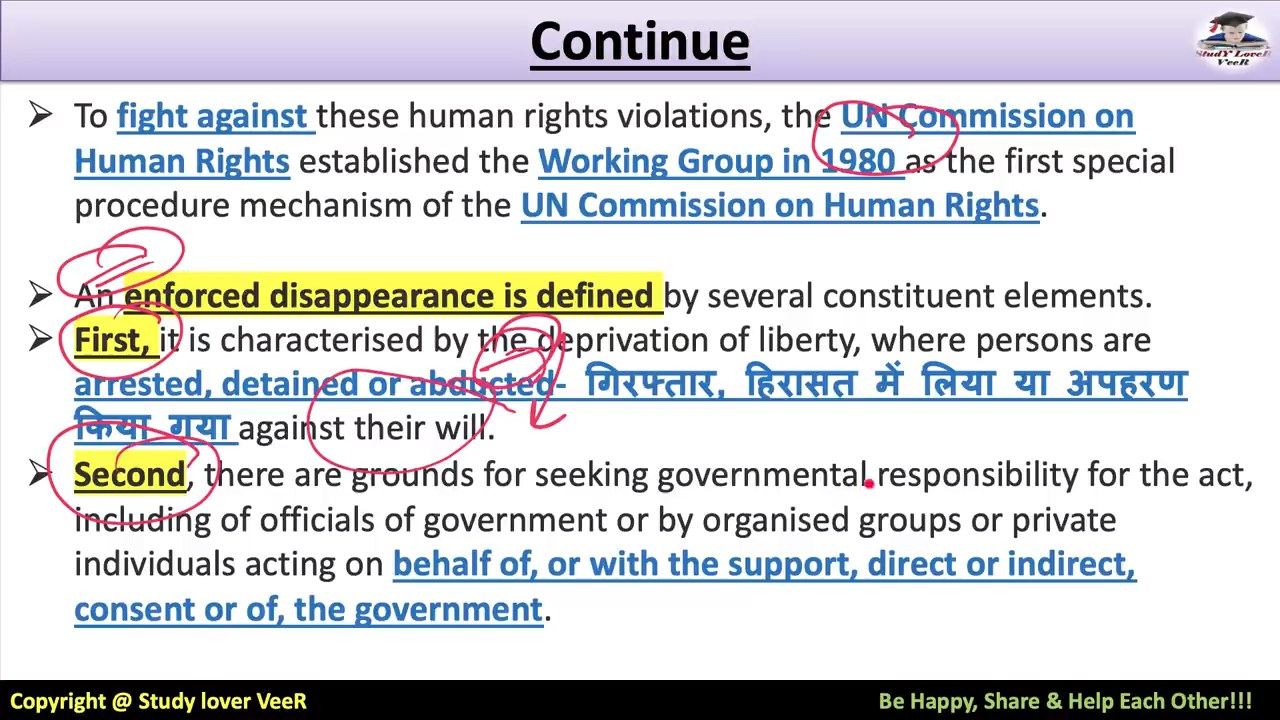 Continue
StudY LoveR
VeeR
➢ To fight against these human rights violations, the UN Commission on
Human Rights established the Working Group in 1980 as the first special
procedure mechanism of the UN Commission on Human Rights.
➢ An enforced disappearance is defined by several constituent elements.
➢ First, it is characterised by the deprivation of liberty, where persons are
arrested, detained or abducted- गिरफ्तार, हिरासत में लिया या अपहरण
किया गया against their will.
➢ Second, there are grounds for seeking governmental responsibility for the act,
including of officials of government or by organised groups or private
individuals acting on behalf of, or with the support, direct or indirect,
consent or of, the government.
Copyright @ Study lover VeeR
Be Happy, Share & Help Each Other!!!